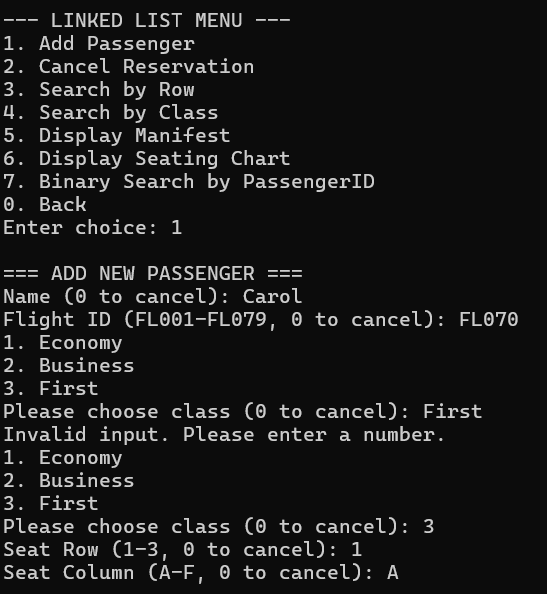 --- LINKED LIST MENU ---
1. Add Passenger
2. Cancel Reservation
3. Search by Row
4. Search by Class
5. Display Manifest
6. Display Seating Chart
7. Binary Search by PassengerID
0. Back
Enter choice: 1
=== ADD NEW PASSENGER ===
Name (0 to cancel): Carol
Flight ID (FL001-FL079, 0 to cancel): FL070
1. Economy
2. Business
3. First
Please choose class (0 to cancel): First
Invalid input. Please enter a number.
1. Economy
2. Business
3. First
Please choose class (0 to cancel): 3
Seat Row (1-3, 0 to cancel): 1
Seat Column (A-F, 0 to cancel): A